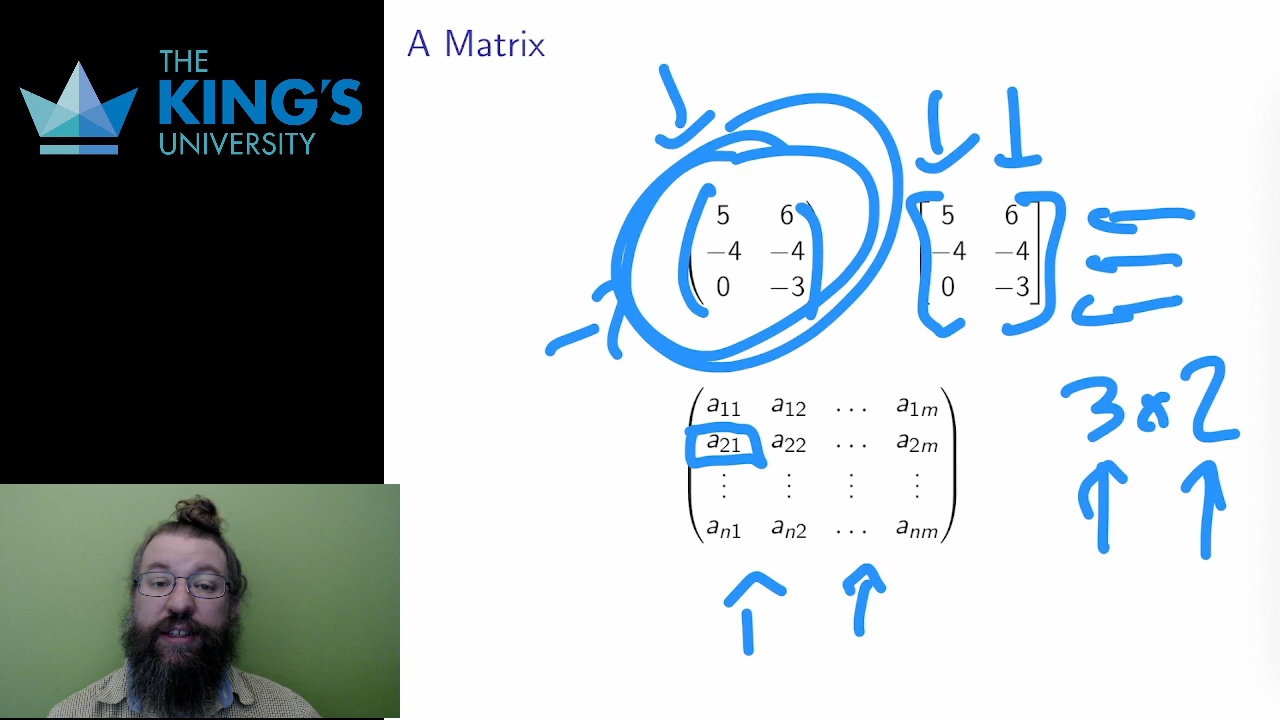 THE
KING'S
UNIVERSITY
A Matrix
5 6
−4 −4
0 −3
5 6
−4 −4
0 −3
a11 a12 ... a1m
a21 a22 ... a2m
⋮ ⋮ ⋮ ⋮
an1 an2 ... anm
3 × 2